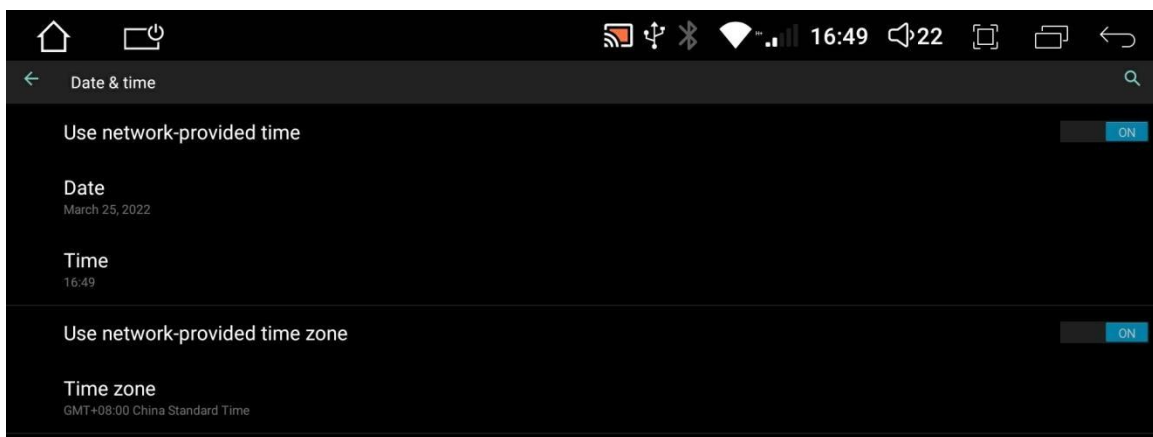 16:49 22
Date & time
Use network-provided time
ON
Date
March 25, 2022
Time
16:49
Use network-provided time zone
ON
Time zone
GMT+08:00 China Standard Time